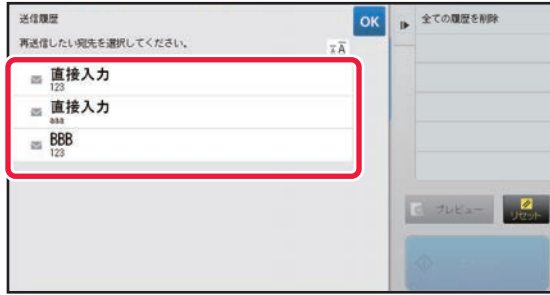 送信履歴
OK
全ての履歴を削除
再送信したい宛先を選択してください。
直接入力
123
直接入力
aaa
BBB
123
プレビュー
リセット